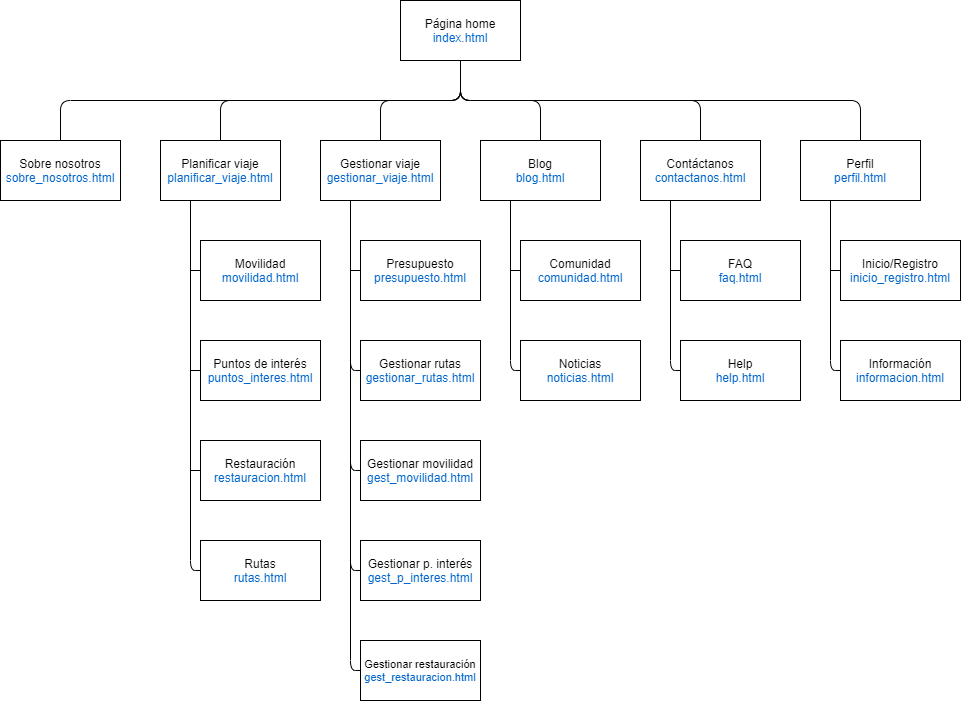 Página home
index.html
Sobre nosotros
sobre_nosotros.html
Planificar viaje
planificar_viaje.html
Gestionar viaje
gestionar_viaje.html
Blog
blog.html
Contáctanos
contactanos.html
Perfil
perfil.html
Movilidad
movilidad.html
Presupuesto
presupuesto.html
Comunidad
comunidad.html
FAQ
faq.html
Inicio/Registro
inicio_registro.html
Puntos de interés
puntos_interes.html
Gestionar rutas
gestionar_rutas.html
Noticias
noticias.html
Help
help.html
Información
informacion.html
Restauración
restauracion.html
Gestionar movilidad
gest_movilidad.html
Rutas
rutas.html
Gestionar p. interés
gest_p_interes.html
Gestionar restauración
gest_restauracion.html